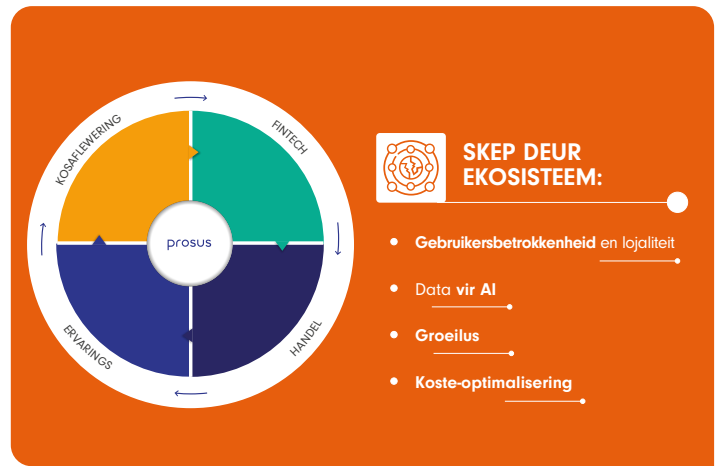 KOSAFLEWERING
FINTECH
prosus
ERVARINGS
HANDEL
SKEP DEUR
EKOSISTEEM:
Gebruikersbetrokkenheid en lojaliteit
Data vir AI
Groeilus
Koste-optimalisering